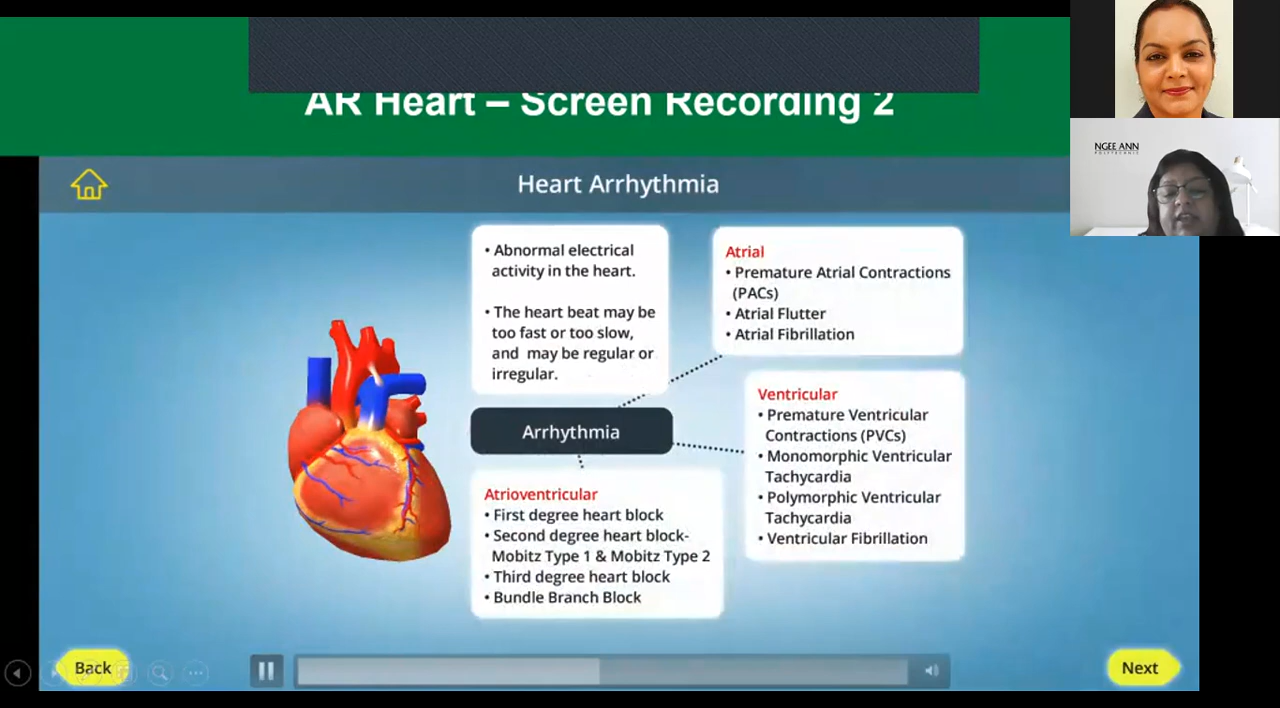 AR Heart – Screen Recording 2
NGEE ANN
POLYTECHNIC
Heart Arrhythmia
• Abnormal electrical
activity in the heart.
• The heart beat may be
too fast or too slow,
and may be regular or
irregular.
Atrial
• Premature Atrial Contractions
(PACs)
• Atrial Flutter
• Atrial Fibrillation
Arrhythmia
Ventricular
• Premature Ventricular
Contractions (PVCs)
• Monomorphic Ventricular
Tachycardia
• Polymorphic Ventricular
Tachycardia
• Ventricular Fibrillation
Atrioventricular
• First degree heart block
• Second degree heart block-
Mobitz Type 1 & Mobitz Type 2
• Third degree heart block
• Bundle Branch Block
Back
Next